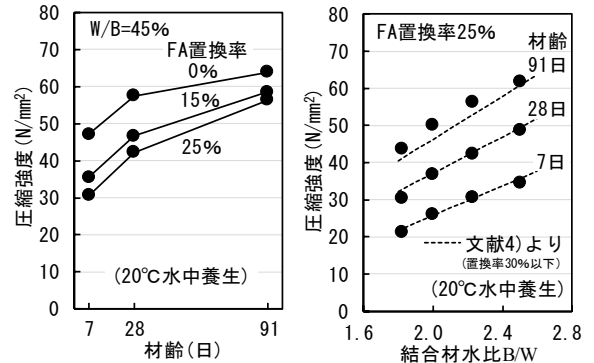 80
70
60
50
40
30
20
10
0
圧縮強度(N/mm²)
W/B=45%
FA置換率
0%
15%
25%
(20℃水中養生)
7
28
91
材齢(日)
80
70
60
50
40
30
20
10
0
圧縮強度(N/mm²)
FA置換率25%
材齢
91日
28日
7日
文献4)より
(置換率30%以下)
(20℃水中養生)
1.6
2.0
2.4
2.8
結合材水比B/W